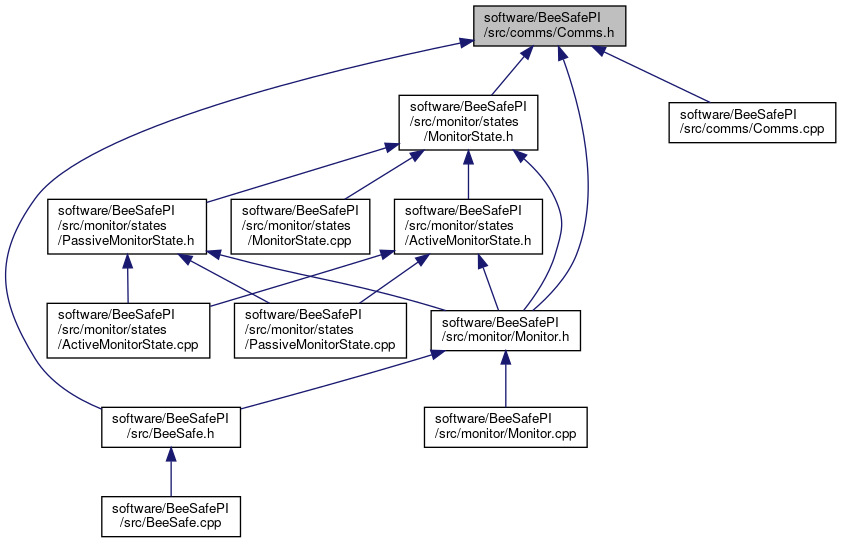 software/BeeSafePI
/src/comms/Comms.h
software/BeeSafePI
/src/monitor/states
/MonitorState.h
software/BeeSafePI
/src/comms/Comms.cpp
software/BeeSafePI
/src/monitor/states
/PassiveMonitorState.h
software/BeeSafePI
/src/monitor/states
/MonitorState.cpp
software/BeeSafePI
/src/monitor/states
/ActiveMonitorState.h
software/BeeSafePI
/src/monitor/states
/ActiveMonitorState.cpp
software/BeeSafePI
/src/monitor/states
/PassiveMonitorState.cpp
software/BeeSafePI
/src/monitor/Monitor.h
software/BeeSafePI
/src/BeeSafe.h
software/BeeSafePI
/src/monitor/Monitor.cpp
software/BeeSafePI
/src/BeeSafe.cpp